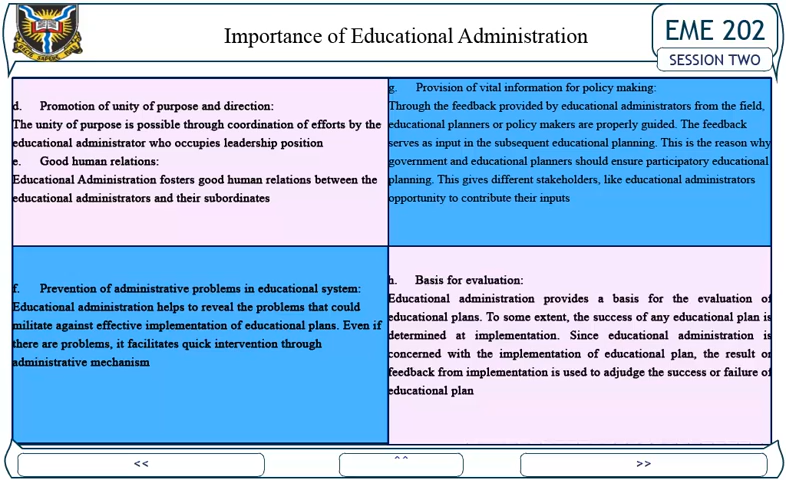 Importance of Educational Administration
EME 202
SESSION TWO
d. Promotion of unity of purpose and direction:
The unity of purpose is possible through coordination of efforts by the
educational administrator who occupies leadership position
e. Good human relations:
Educational Administration fosters good human relations between the
educational administrators and their subordinates
g. Provision of vital information for policy making:
Through the feedback provided by educational administrators from the field,
educational planners or policy makers are properly guided. The feedback
serves as input in the subsequent educational planning. This is the reason why
government and educational planners should ensure participatory educational
planning. This gives different stakeholders, like educational administrators
opportunity to contribute their inputs
f. Prevention of administrative problems in educational system:
Educational administration helps to reveal the problems that could
militate against effective implementation of educational plans. Even if
there are problems, it facilitates quick intervention through
administrative mechanism
h. Basis for evaluation:
Educational administration provides a basis for the evaluation of
educational plans. To some extent, the success of any educational plan is
determined at implementation. Since educational administration is
concerned with the implementation of educational plan, the result or
feedback from implementation is used to adjudge the success or failure of
educational plan
<<
^^
>>